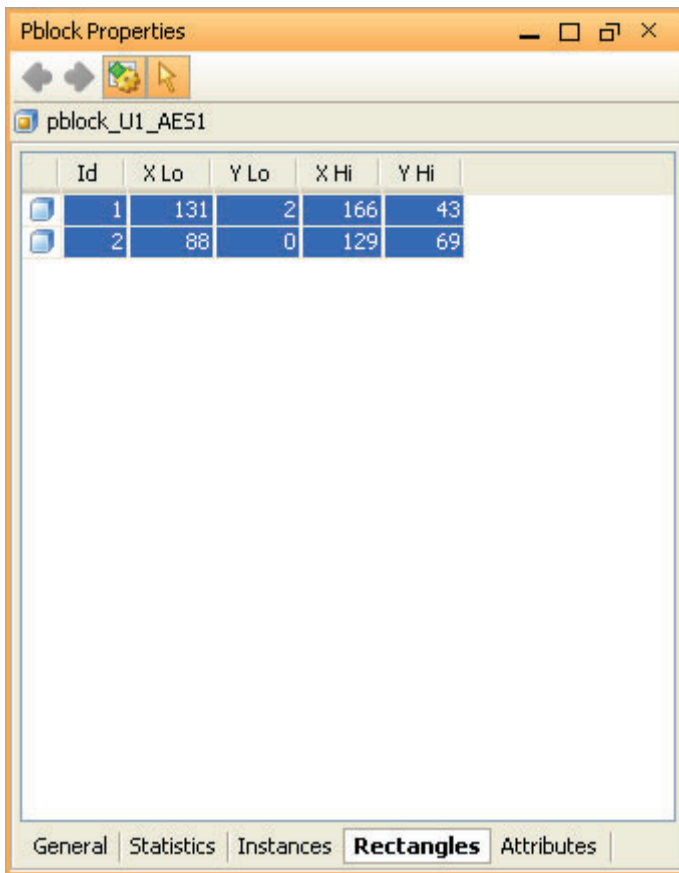 Pblock Properties
pblock_U1_AES1
Id X Lo Y Lo X Hi Y Hi
1 131 2 166 43
2 88 0 129 69
General Statistics Instances Rectangles Attributes